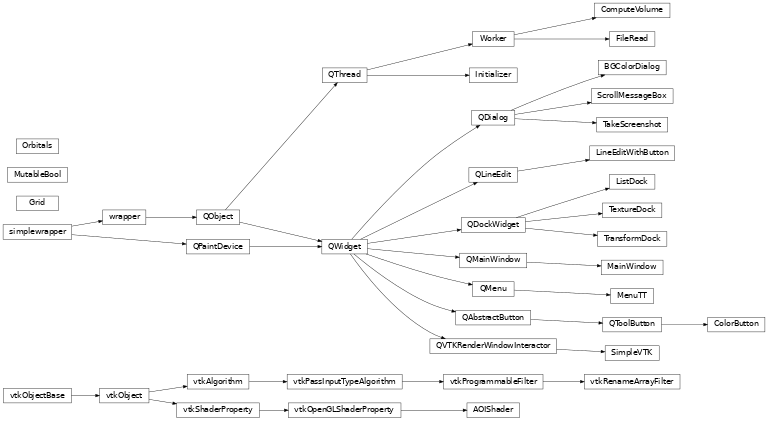 ComputeVolume
Worker
FileRead
QThread
Initializer
BGColorDialog
ScrollMessageBox
QDialog
TakeScreenshot
Orbitals
LineEditWithButton
MutableBool
QLineEdit
ListDock
Grid
TextureDock
wrapper
QObject
QDockWidget
simplewrapper
TransformDock
QPaintDevice
QWidget
QMainWindow
MainWindow
QMenu
MenuTT
QAbstractButton
QToolButton
ColorButton
QVTKRenderWindowInteractor
SimpleVTK
vtkAlgorithm
vtkPassInputTypeAlgorithm
vtkProgrammableFilter
vtkRenameArrayFilter
vtkObjectBase
vtkObject
vtkShaderProperty
vtkOpenGLShaderProperty
AOIShader